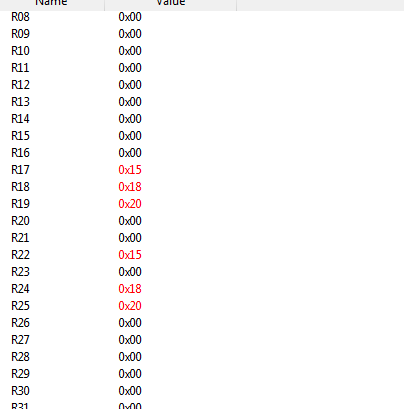 Name Value
R08 0x00
R09 0x00
R10 0x00
R11 0x00
R12 0x00
R13 0x00
R14 0x00
R15 0x00
R16 0x00
R17 0x15
R18 0x18
R19 0x20
R20 0x00
R21 0x00
R22 0x15
R23 0x00
R24 0x18
R25 0x20
R26 0x00
R27 0x00
R28 0x00
R29 0x00
R30 0x00
R31 0x00